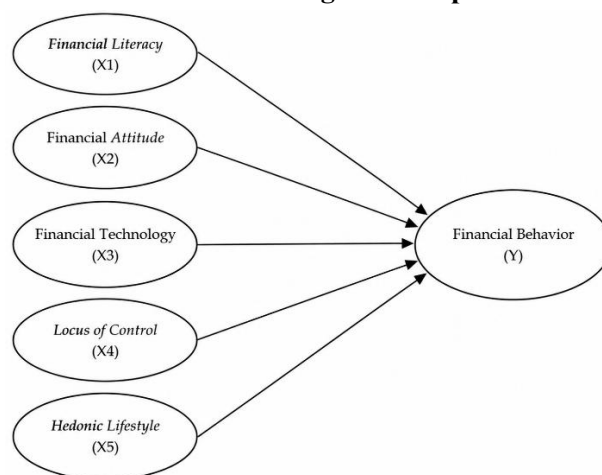 Financial Literacy
(X1)
Financial Attitude
(X2)
Financial Technology
(X3)
Locus of Control
(X4)
Hedonic Lifestyle
(X5)
Financial Behavior
(Y)